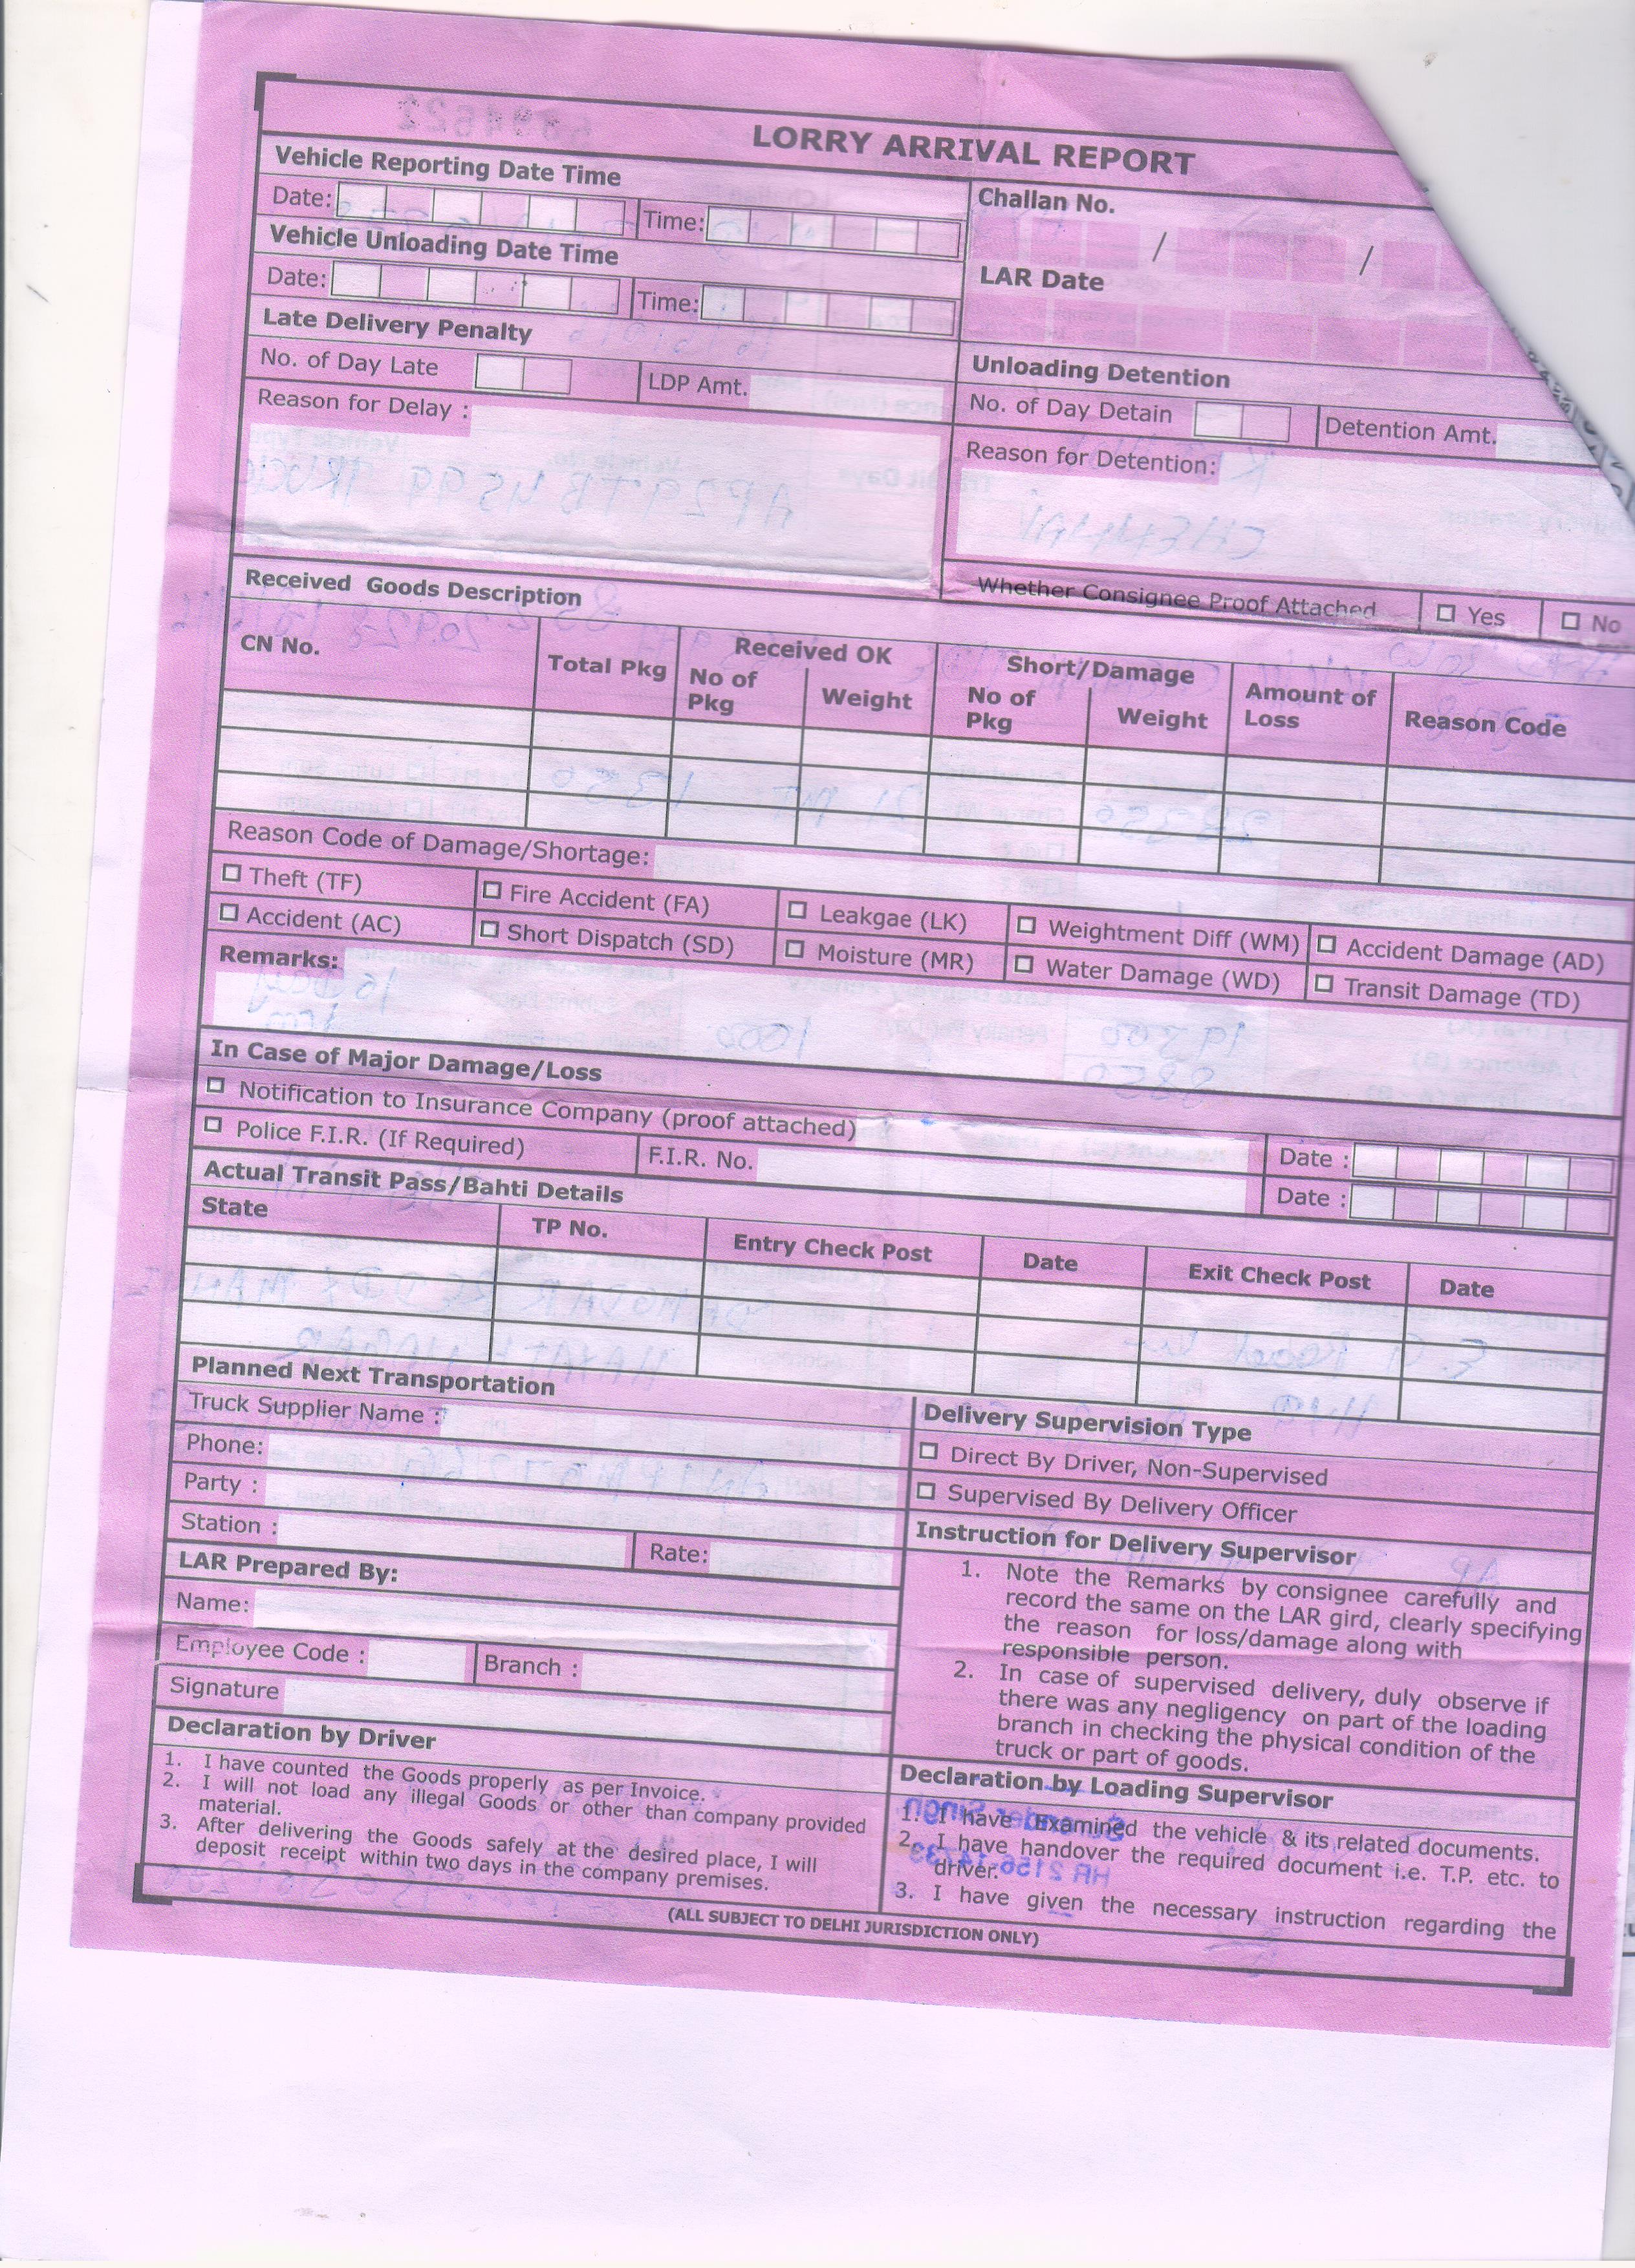 LORRY ARRIVAL REPORT
Vehicle Reporting Date Time
Date: Time:
Vehicle Unloading Date Time
Date: Time:
Late Delivery Penalty
No. of Day Late LDP Amt.
Reason for Delay :
Challan No.
/ /
LAR Date
Unloading Detention
No. of Day Detain Detention Amt.
Reason for Detention:
Whether Consignee Proof Attached Yes No
Received Goods Description
CN No. Total Pkg Received OK Short/Damage Amount of Loss Reason Code
No of Pkg Weight No of Pkg Weight
Reason Code of Damage/Shortage:
Theft (TF) Fire Accident (FA) Leakgae (LK) Weightment Diff (WM) Accident Damage (AD)
Accident (AC) Short Dispatch (SD) Moisture (MR) Water Damage (WD) Transit Damage (TD)
Remarks:
In Case of Major Damage/Loss
Notification to Insurance Company (proof attached) Date :
Police F.I.R. (If Required) F.I.R. No. Date :
Actual Transit Pass/Bahti Details
State TP No. Entry Check Post Date Exit Check Post Date
Planned Next Transportation
Truck Supplier Name :
Phone:
Party :
Station : Rate:
LAR Prepared By:
Name:
Employee Code : Branch :
Signature
Declaration by Driver
1. I have counted the Goods properly as per Invoice.
2. I will not load any illegal Goods or other than company provided
material.
3. After delivering the Goods safely at the desired place, I will
deposit receipt within two days in the company premises.
Delivery Supervision Type
Direct By Driver, Non-Supervised
Supervised By Delivery Officer
Instruction for Delivery Supervisor
1. Note the Remarks by consignee carefully and
record the same on the LAR gird, clearly specifying
the reason for loss/damage along with
responsible person.
2. In case of supervised delivery, duly observe if
there was any negligency on part of the loading
branch in checking the physical condition of the
truck or part of goods.
Declaration by Loading Supervisor
1. I have Examined the vehicle & its related documents.
2. I have handover the required document i.e. T.P. etc. to
driver.
3. I have given the necessary instruction regarding the
(ALL SUBJECT TO DELHI JURISDICTION ONLY)